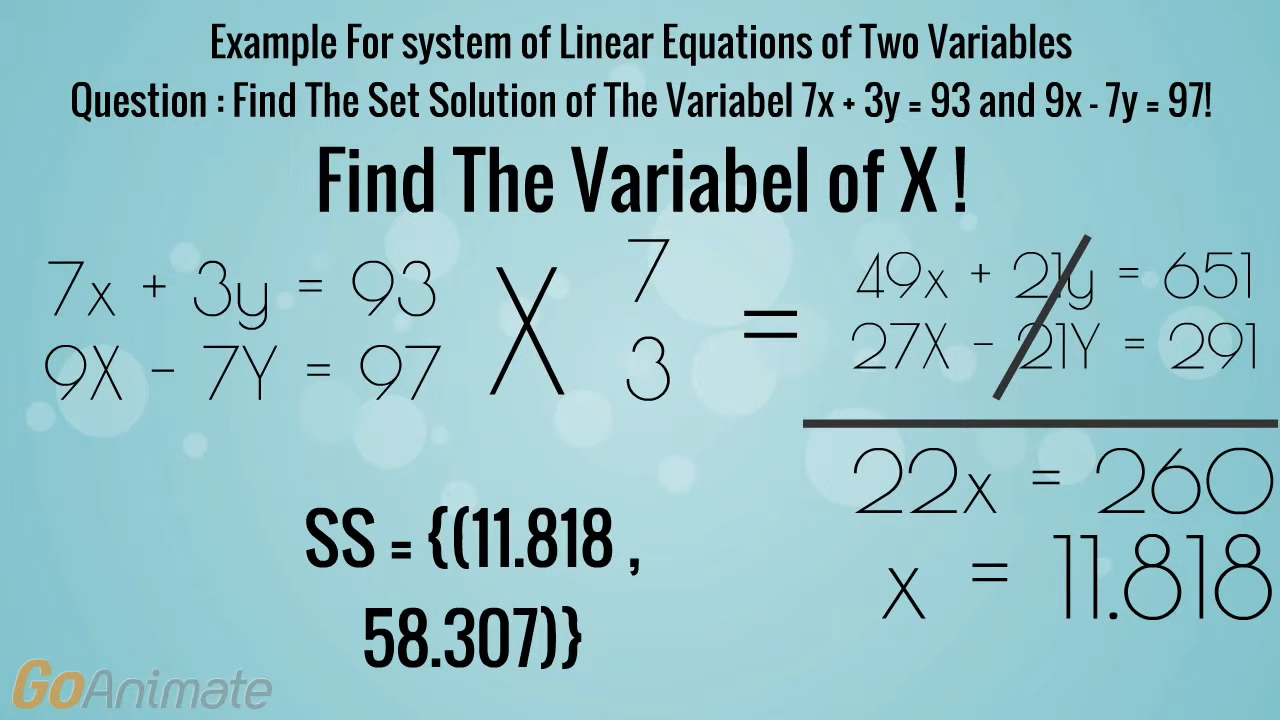 Example For system of Linear Equations of Two Variables
Question : Find The Set Solution of The Variabel 7x + 3y = 93 and 9x - 7y = 97!
Find The Variabel of X !
7x + 3y = 93
9X - 7Y = 97
X
7
3
=
49x + 21y = 651
27X - 21Y = 291
22x = 260
x = 11.818
SS = {(11.818 ,
58.307)}
GoAnimate